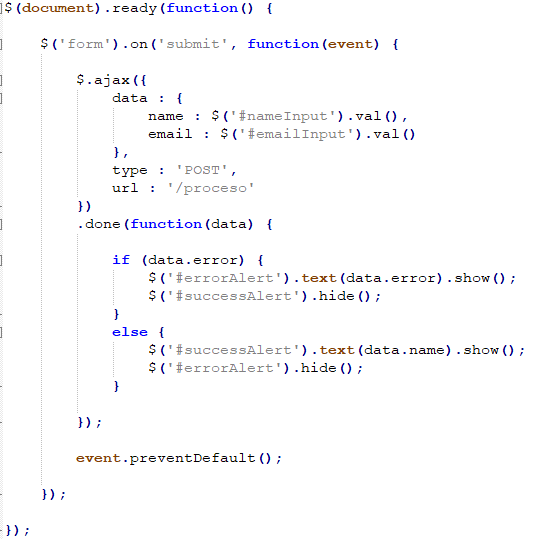 $(document).ready(function() {
$('form').on('submit', function(event) {
$.ajax({
data : {
name : $('#nameInput').val(),
email : $('#emailInput').val()
},
type : 'POST',
url : '/proceso'
})
.done(function(data) {
if (data.error) {
$('#errorAlert').text(data.error).show();
$('#successAlert').hide();
}
else {
$('#successAlert').text(data.name).show();
$('#errorAlert').hide();
}
});
event.preventDefault();
});
});